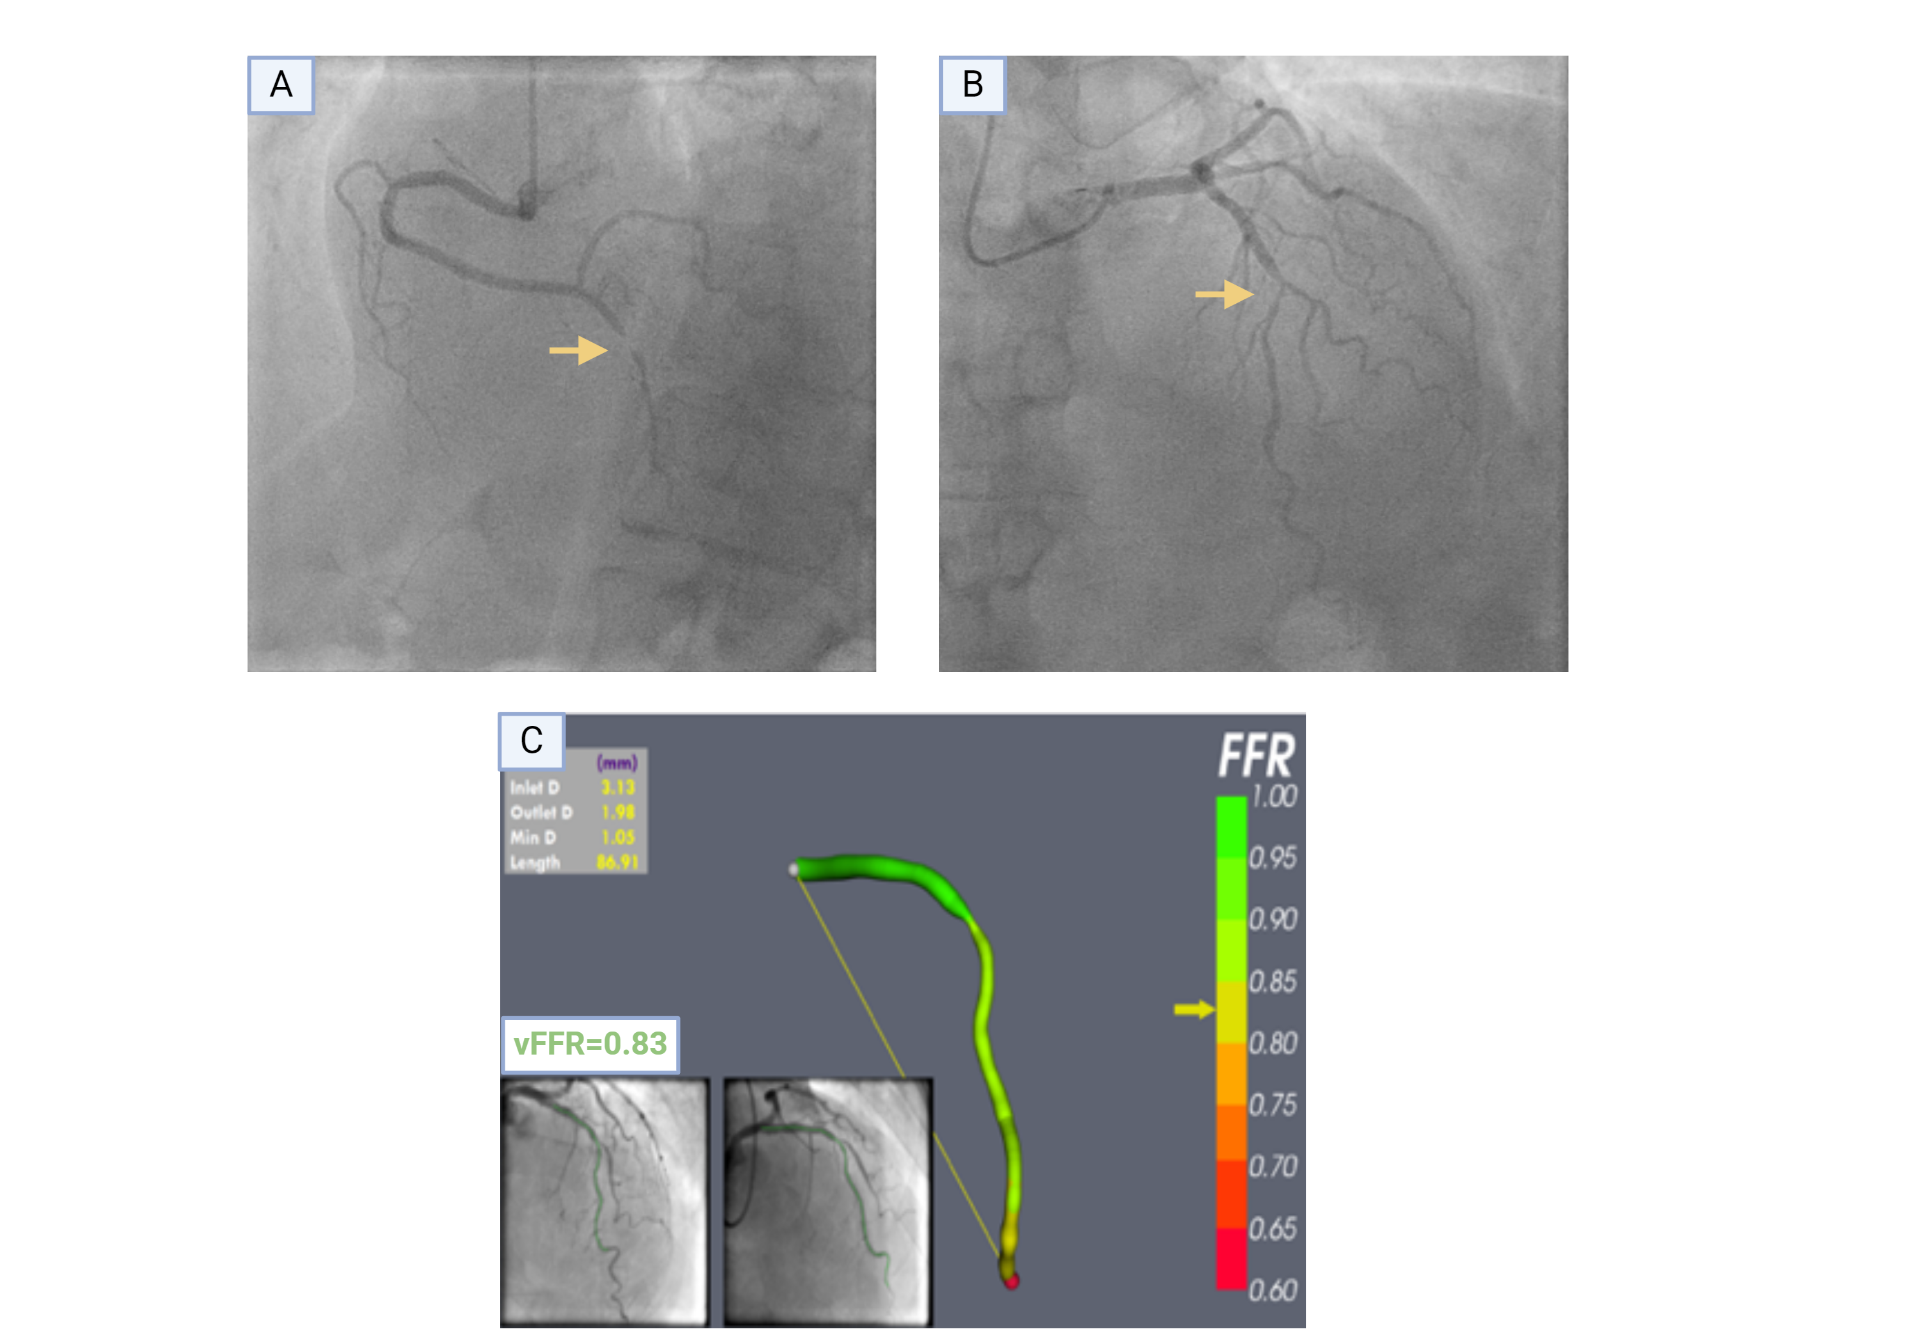 A
B
C
(mm)
Inlet D 3.13
Outlet D 1.98
Min D 1.05
Length 86.91
FFR
1.00
0.95
0.90
0.85
0.80
0.75
0.70
0.65
0.60
vFFR=0.83